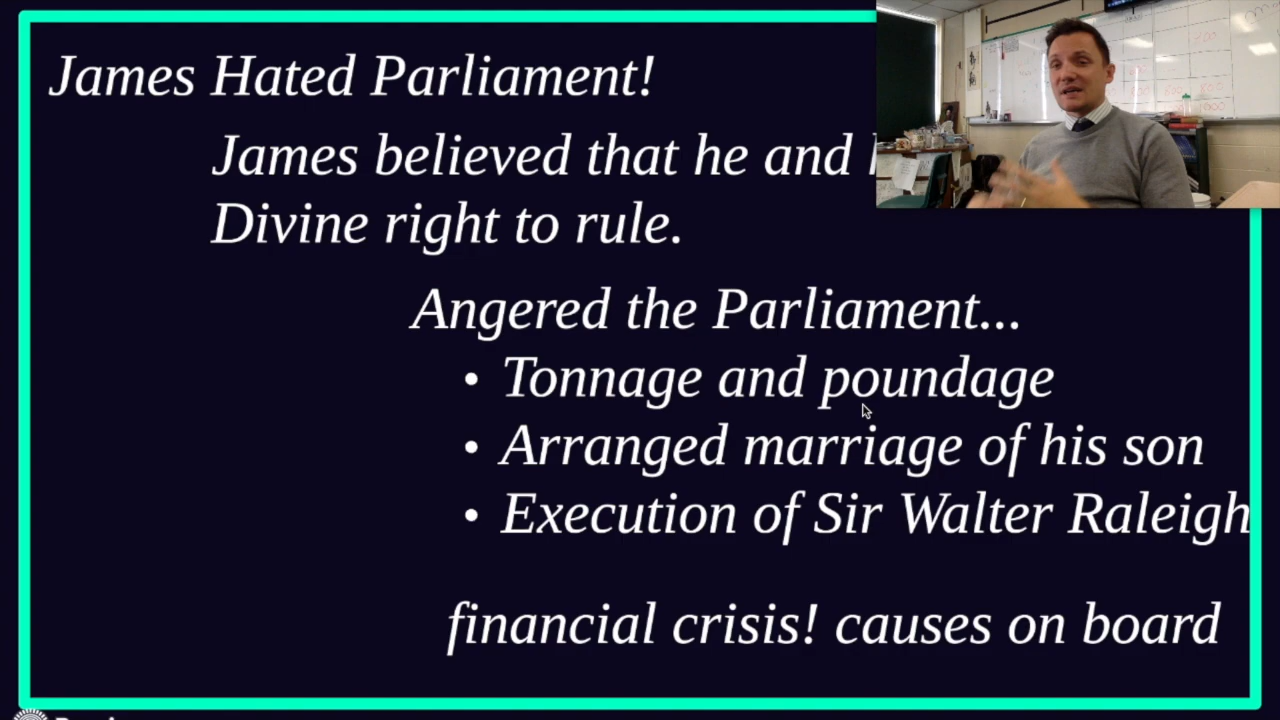 James Hated Parliament!
James believed that he and
Divine right to rule.
Angered the Parliament...
• Tonnage and poundage
• Arranged marriage of his son
• Execution of Sir Walter Raleigh
financial crisis! causes on board